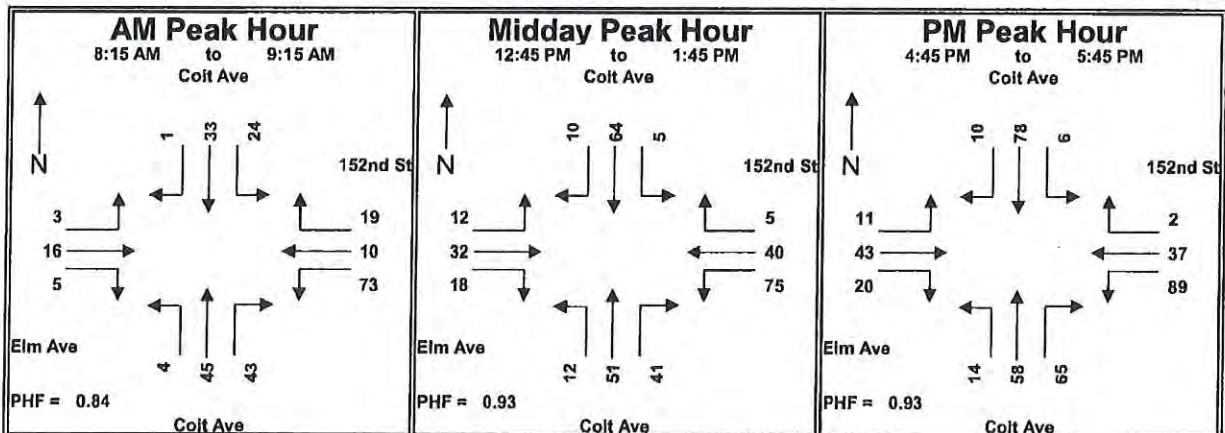 AM Peak Hour
8:15 AM to 9:15 AM
Colt Ave
1 33 24
N
152nd St
3
16
5
19
10
73
4 45 43
Elm Ave
PHF = 0.84
Colt Ave
Midday Peak Hour
12:45 PM to 1:45 PM
Colt Ave
10 64 5
N
152nd St
12
32
18
5
40
75
12 51 41
Elm Ave
PHF = 0.93
Colt Ave
PM Peak Hour
4:45 PM to 5:45 PM
Colt Ave
10 78 6
N
152nd St
11
43
20
2
37
89
14 58 65
Elm Ave
PHF = 0.93
Colt Ave